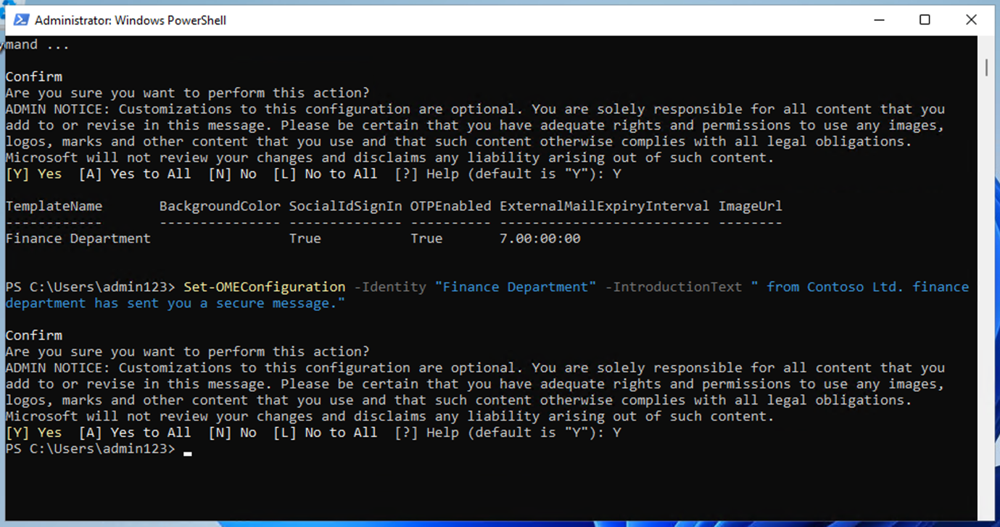 Administrator: Windows PowerShell
mand ...
Confirm
Are you sure you want to perform this action?
ADMIN NOTICE: Customizations to this configuration are optional. You are solely responsible for all content that you
add to or revise in this message. Please be certain that you have adequate rights and permissions to use any images,
logos, marks and other content that you use and that such content otherwise complies with all legal obligations.
Microsoft will not review your changes and disclaims any liability arising out of such content.
[Y] Yes  [A] Yes to All  [N] No  [L] No to All  [?] Help (default is "Y"): Y
TemplateName       BackgroundColor SocialIdSignIn OTPEnabled ExternalMailExpiryInterval ImageUrl
------------       --------------- -------------- ---------- -------------------------- --------
Finance Department                 True           True       7.00:00:00
PS C:\Users\admin123> Set-OMEConfiguration -Identity "Finance Department" -IntroductionText " from Contoso Ltd. finance
department has sent you a secure message."
Confirm
Are you sure you want to perform this action?
ADMIN NOTICE: Customizations to this configuration are optional. You are solely responsible for all content that you
add to or revise in this message. Please be certain that you have adequate rights and permissions to use any images,
logos, marks and other content that you use and that such content otherwise complies with all legal obligations.
Microsoft will not review your changes and disclaims any liability arising out of such content.
[Y] Yes  [A] Yes to All  [N] No  [L] No to All  [?] Help (default is "Y"): Y
PS C:\Users\admin123>